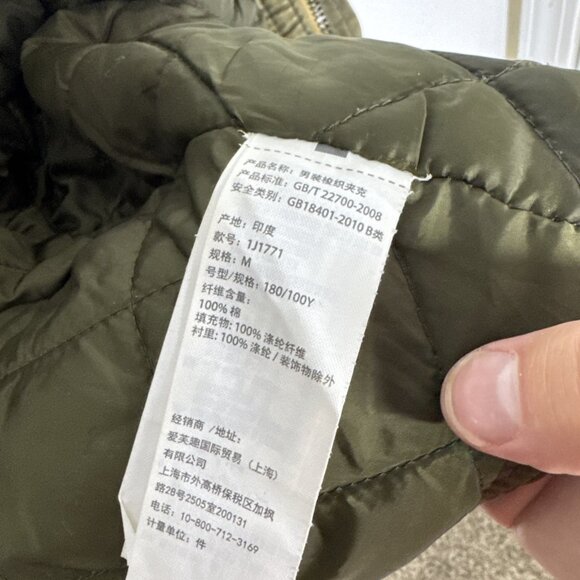 产品名称：男装梭织夹克
产品标准：GB/T 22700-2008
安全类别：GB18401-2010 B类
产地：印度
款号：1J1771
规格：M
号型/规格：180/100Y
纤维含量：
100% 棉
填充物：100% 涤纶纤维
衬里：100% 涤纶 / 装饰物除外
经销商 /地址：
爱芙趣国际贸易（上海）
有限公司
上海市外高桥保税区加枫
路28号2505室200131
电话：10-800-712-3169
计量单位：件